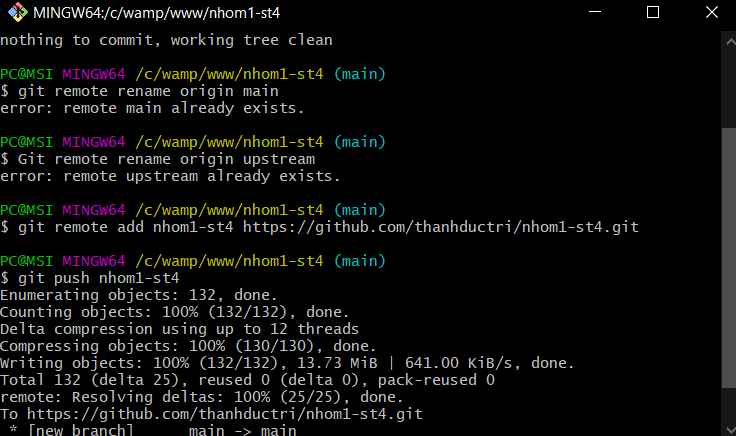 MINGW64:/c/wamp/www/nhom1-st4
nothing to commit, working tree clean
PC@MSI MINGW64 /c/wamp/www/nhom1-st4 (main)
$ git remote rename origin main
error: remote main already exists.
PC@MSI MINGW64 /c/wamp/www/nhom1-st4 (main)
$ Git remote rename origin upstream
error: remote upstream already exists.
PC@MSI MINGW64 /c/wamp/www/nhom1-st4 (main)
$ git remote add nhom1-st4 https://github.com/thanhductri/nhom1-st4.git
PC@MSI MINGW64 /c/wamp/www/nhom1-st4 (main)
$ git push nhom1-st4
Enumerating objects: 132, done.
Counting objects: 100% (132/132), done.
Delta compression using up to 12 threads
Compressing objects: 100% (130/130), done.
Writing objects: 100% (132/132), 13.73 MiB | 641.00 KiB/s, done.
Total 132 (delta 25), reused 0 (delta 0), pack-reused 0
remote: Resolving deltas: 100% (25/25), done.
To https://github.com/thanhductri/nhom1-st4.git
* [new branch] main -> main